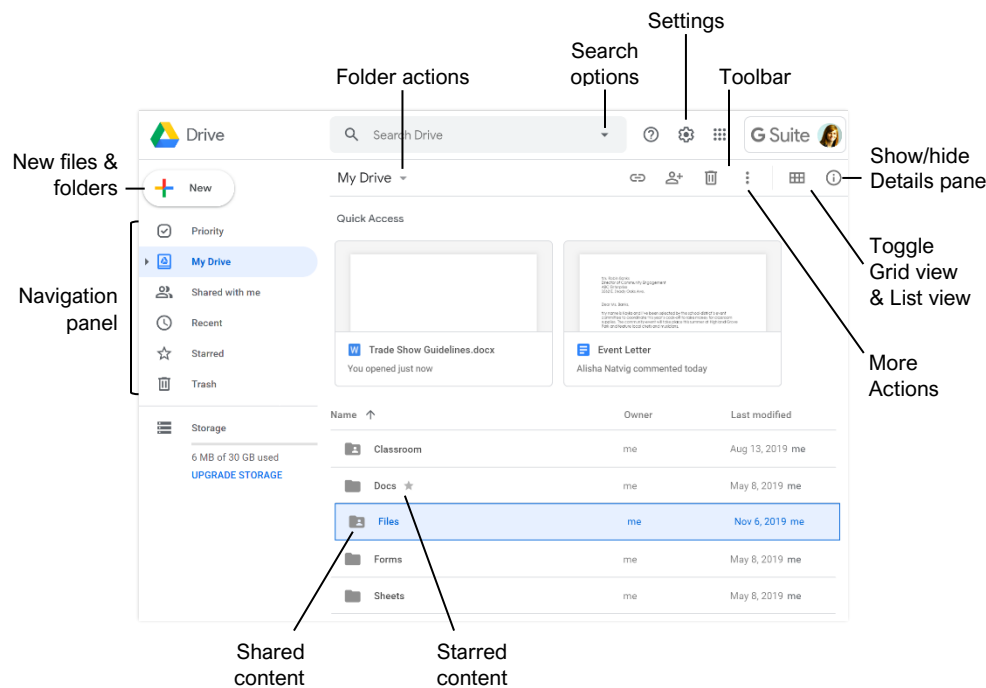 Settings
Search
options
Folder actions
Toolbar
Drive
Search Drive
G Suite
New files &
folders
New
My Drive
Show/hide
Details pane
Quick Access
Navigation
panel
Priority
My Drive
Shared with me
Recent
Starred
Trash
Toggle
Grid view
& List view
Dear Ms. Banks,
W Trade Show Guidelines.docx
You opened just now
Event Letter
Alisha Natvig commented today
More
Actions
Storage
6 MB of 30 GB used
UPGRADE STORAGE
Name Owner Last modified
Classroom me Aug 13, 2019 me
Docs me May 8, 2019 me
Files me Nov 6, 2019 me
Forms me May 8, 2019 me
Sheets me May 8, 2019 me
Shared
content
Starred
content